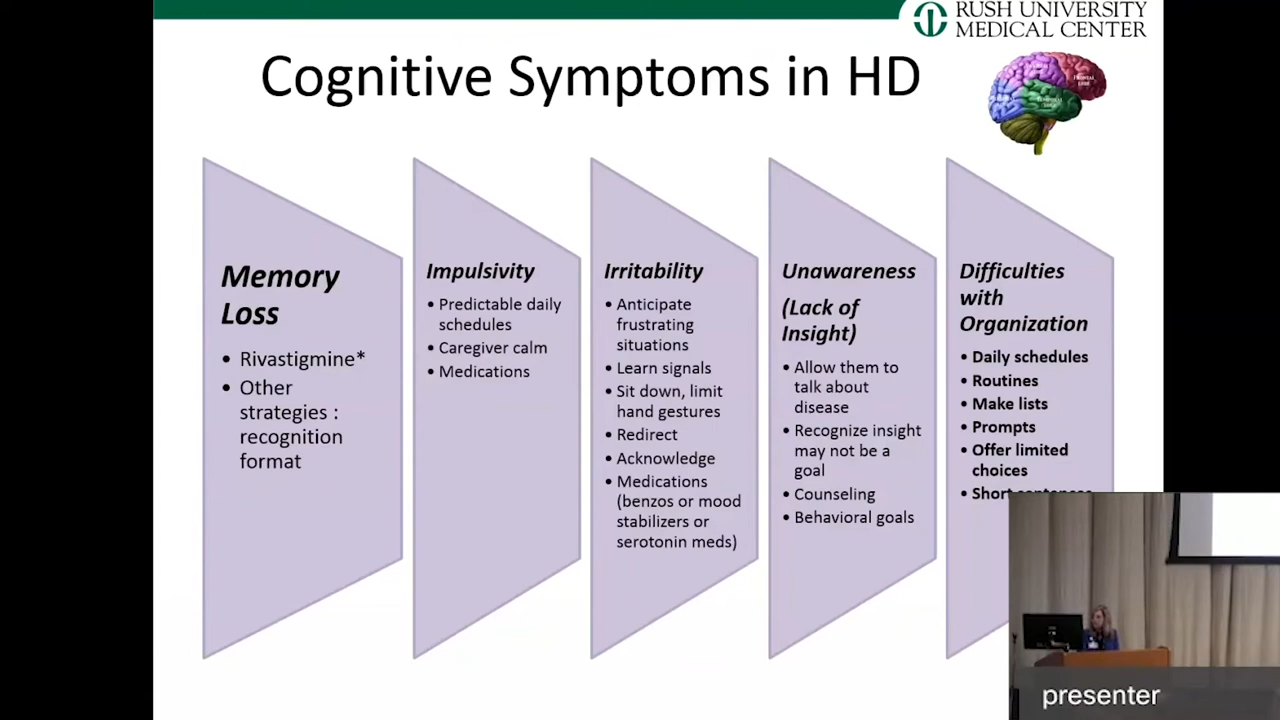 RUSH UNIVERSITY
MEDICAL CENTER
Cognitive Symptoms in HD
Memory
Loss
• Rivastigmine*
• Other
strategies :
recognition
format
Impulsivity
• Predictable daily
schedules
• Caregiver calm
• Medications
Irritability
• Anticipate
frustrating
situations
• Learn signals
• Sit down, limit
hand gestures
• Redirect
• Acknowledge
• Medications
(benzos or mood
stabilizers or
serotonin meds)
Unawareness
(Lack of
Insight)
• Allow them to
talk about
disease
• Recognize insight
may not be a
goal
• Counseling
• Behavioral goals
Difficulties
with
Organization
• Daily schedules
• Routines
• Make lists
• Prompts
• Offer limited
choices
• Short sentences
presenter